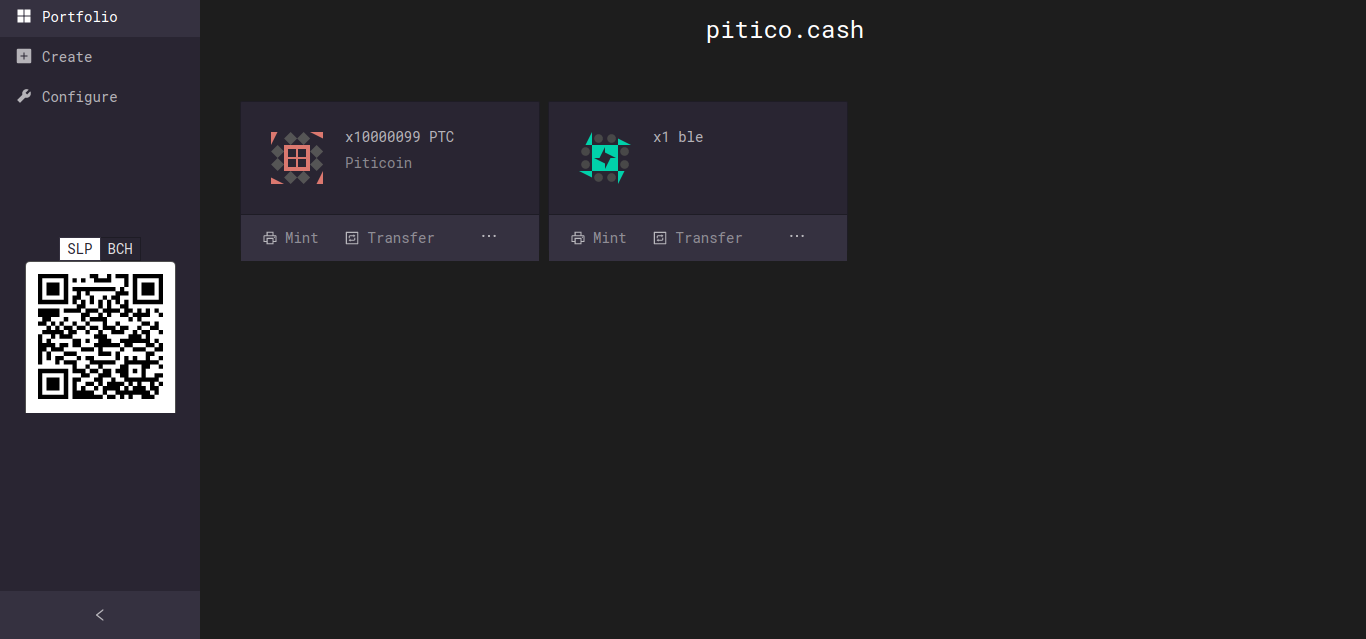 Portfolio
Create
Configure
SLP BCH
pitico.cash
x10000099 PTC
Piticoin
Mint Transfer ···
x1 ble
Mint Transfer ···